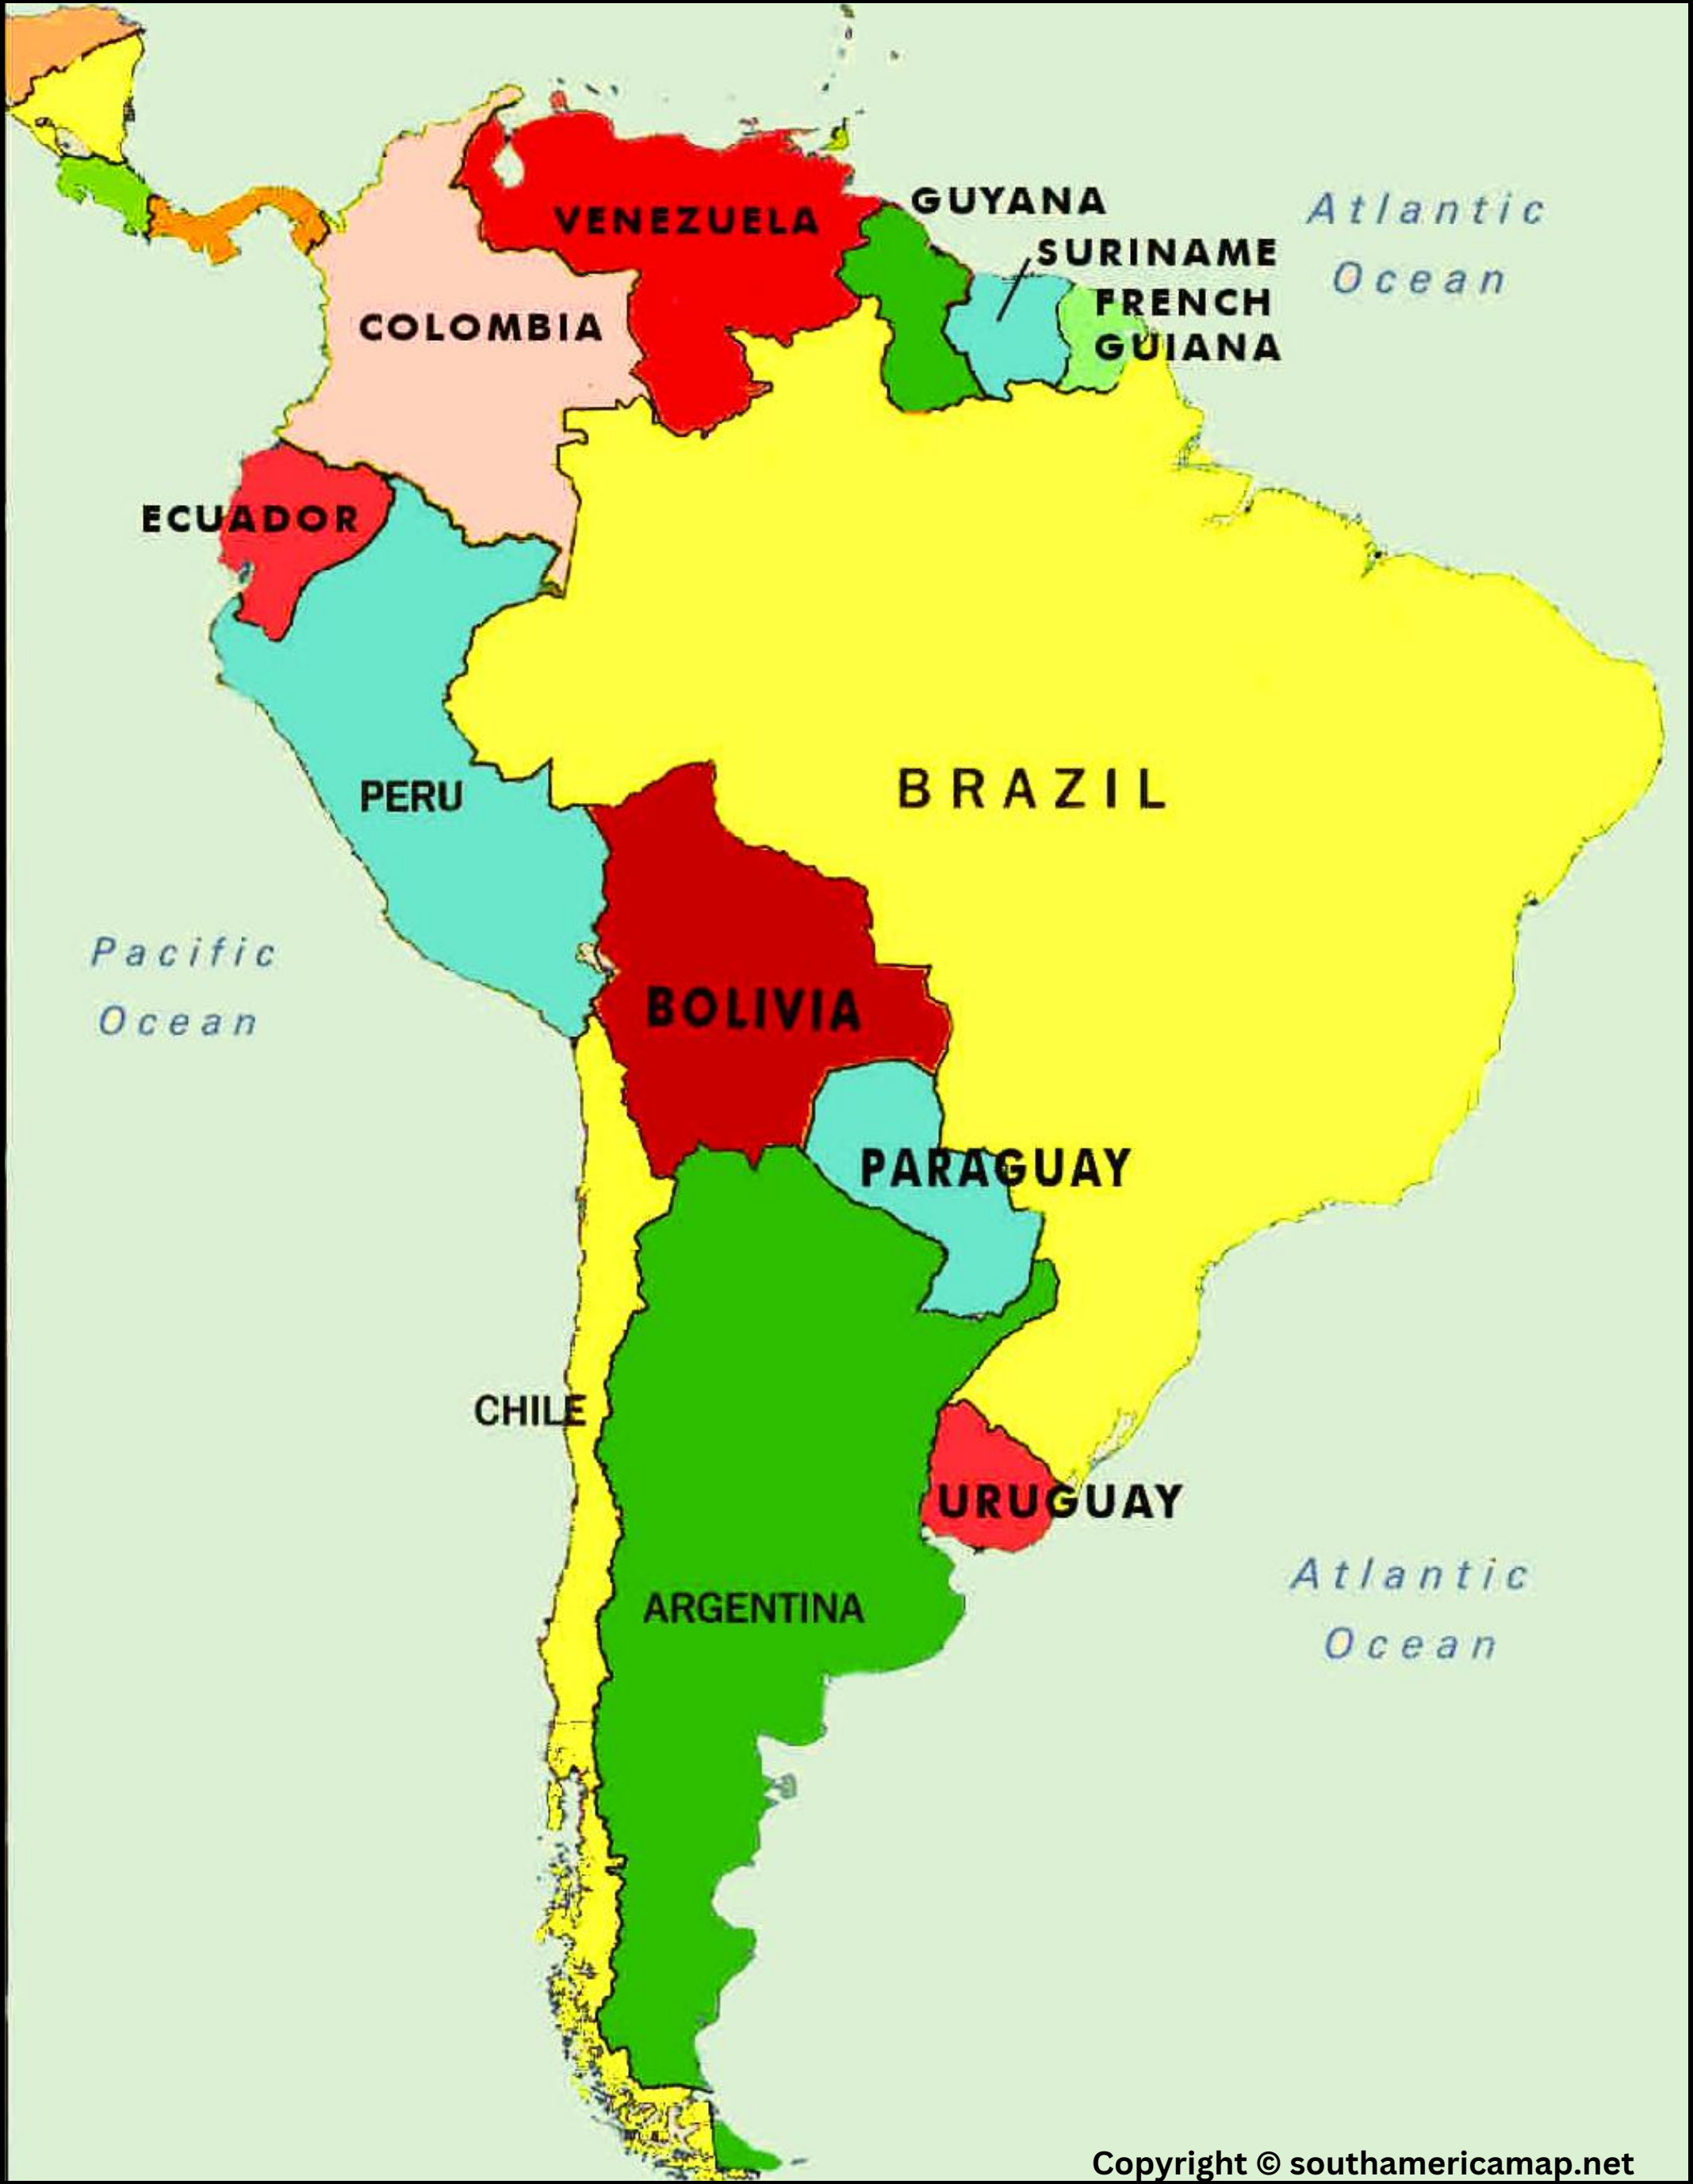 VENEZUELA
GUYANA
Atlantic
Ocean
SURINAME
FRENCH
GUIANA
COLOMBIA
ECUADOR
PERU
BRAZIL
Pacific
Ocean
BOLIVIA
PARAGUAY
CHILE
URUGUAY
ARGENTINA
Atlantic
Ocean
Copyright © southamericamap.net